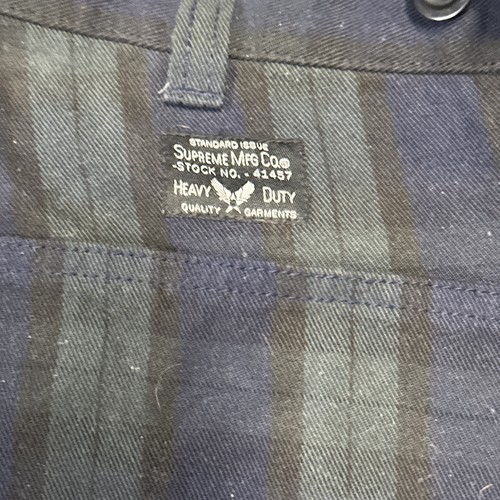 STANDARD ISSUE
SUPREME MFG CO.®
-STOCK NO. - 41457
HEAVY DUTY
QUALITY GARMENTS